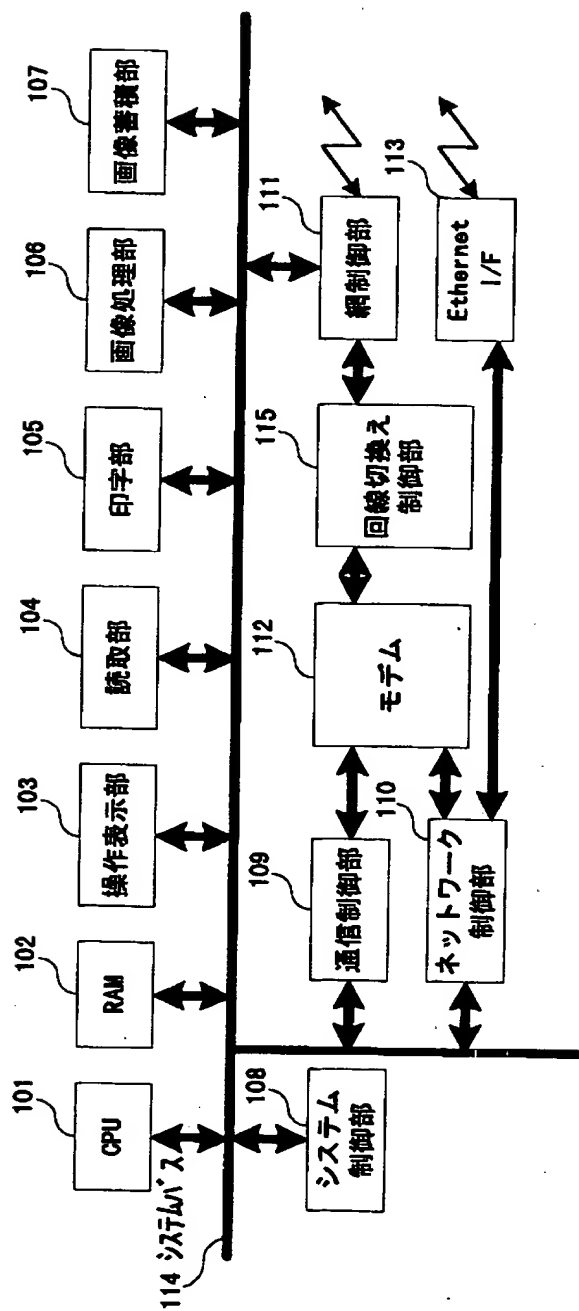 101
CPU
102
RAM
103
操作表示部
104
読取部
105
印字部
106
画像処理部
107
画像蓄積部
114 システムバス
108
システム
制御部
109
通信制御部
110
ネットワーク
制御部
112
モデム
115
回線切換え
制御部
111
網制御部
113
Ethernet
I/F